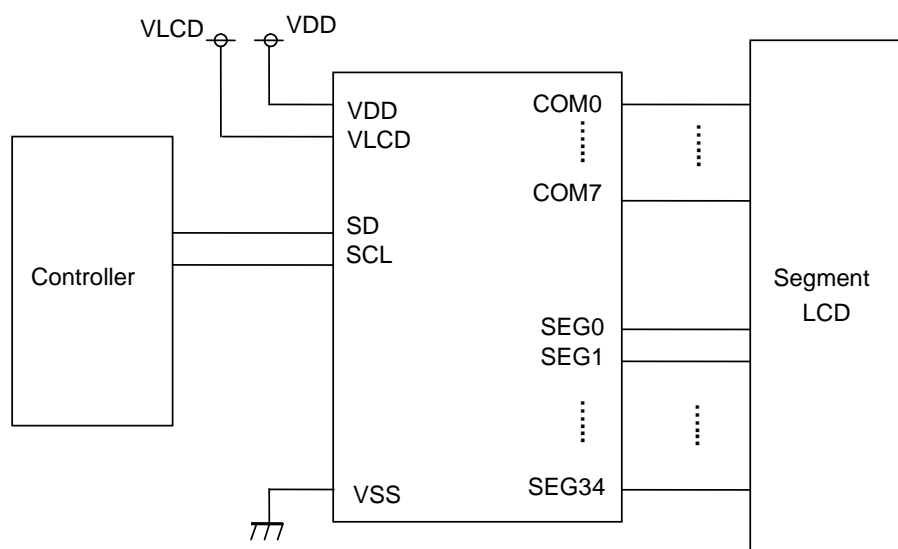 VLCD
VDD
VDD
VLCD
SD
SCL
VSS
COM0
COM7
SEG0
SEG1
SEG34
Controller
Segment
LCD